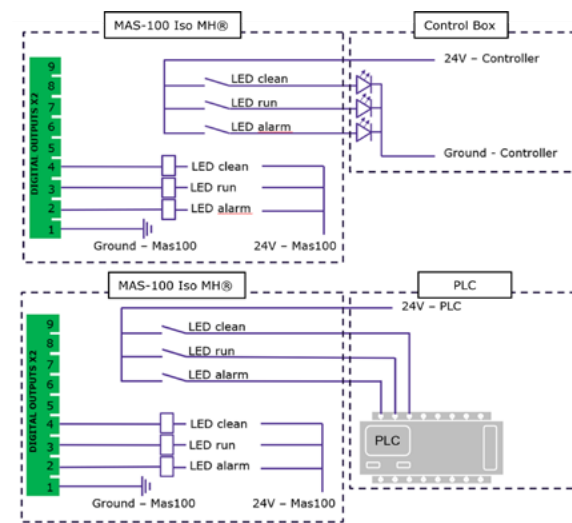 MAS-100 Iso MH®
Control Box
24V – Controller
LED clean
LED run
LED alarm
Ground - Controller
DIGITAL OUTPUTS X2
9
8
7
6
5
4
3
2
1
LED clean
LED run
LED alarm
Ground – Mas100
24V – Mas100
MAS-100 Iso MH®
PLC
24V – PLC
LED clean
LED run
LED alarm
DIGITAL OUTPUTS X2
9
8
7
6
5
4
3
2
1
LED clean
LED run
LED alarm
PLC
Ground – Mas100
24V – Mas100